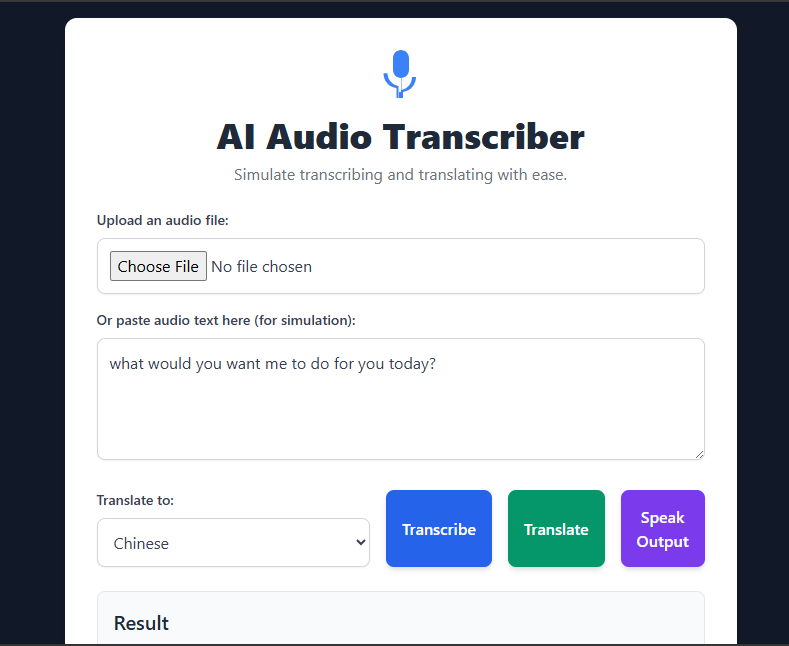 AI Audio Transcriber
Simulate transcribing and translating with ease.
Upload an audio file:
Choose File No file chosen
Or paste audio text here (for simulation):
what would you want me to do for you today?
Translate to:
Chinese
Transcribe
Translate
Speak
Output
Result